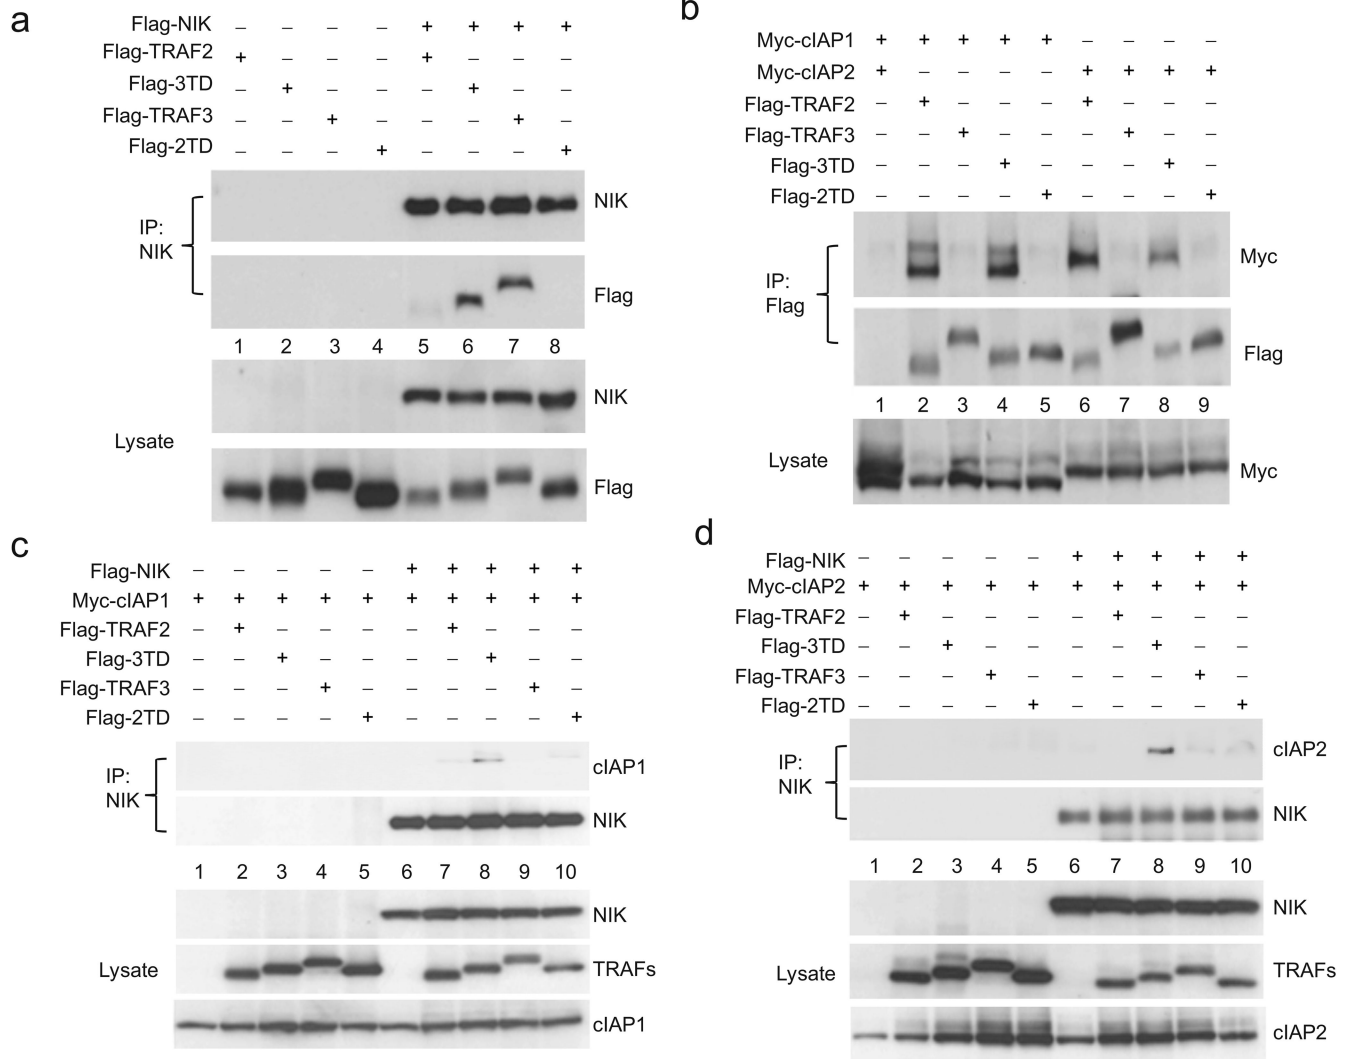 a
Flag-NIK – – – – + + + +
Flag-TRAF2 + – – – + – – –
Flag-3TD – + – – – + – –
Flag-TRAF3 – – + – – – + –
Flag-2TD – – – + – – – +
IP:
NIK
NIK
Flag
1 2 3 4 5 6 7 8
Lysate
NIK
Flag
b
Myc-cIAP1 + + + + + – – – –
Myc-cIAP2 + – – – – + + + +
Flag-TRAF2 – + – – – + – – –
Flag-TRAF3 – – + – – – + – –
Flag-3TD – – – + – – – + –
Flag-2TD – – – – + – – – +
IP:
Flag
Myc
Flag
1 2 3 4 5 6 7 8 9
Lysate
Myc
c
Flag-NIK – – – – – + + + + +
Myc-cIAP1 + + + + + + + + + +
Flag-TRAF2 – + – – – – + – – –
Flag-3TD – – + – – – – + – –
Flag-TRAF3 – – – + – – – – + –
Flag-2TD – – – – + – – – – +
IP:
NIK
cIAP1
NIK
1 2 3 4 5 6 7 8 9 10
Lysate
NIK
TRAFs
cIAP1
d
Flag-NIK – – – – – + + + + +
Myc-cIAP2 + + + + + + + + + +
Flag-TRAF2 – + – – – – + – – –
Flag-3TD – – + – – – – + – –
Flag-TRAF3 – – – + – – – – + –
Flag-2TD – – – – + – – – – +
IP:
NIK
cIAP2
NIK
1 2 3 4 5 6 7 8 9 10
Lysate
NIK
TRAFs
cIAP2